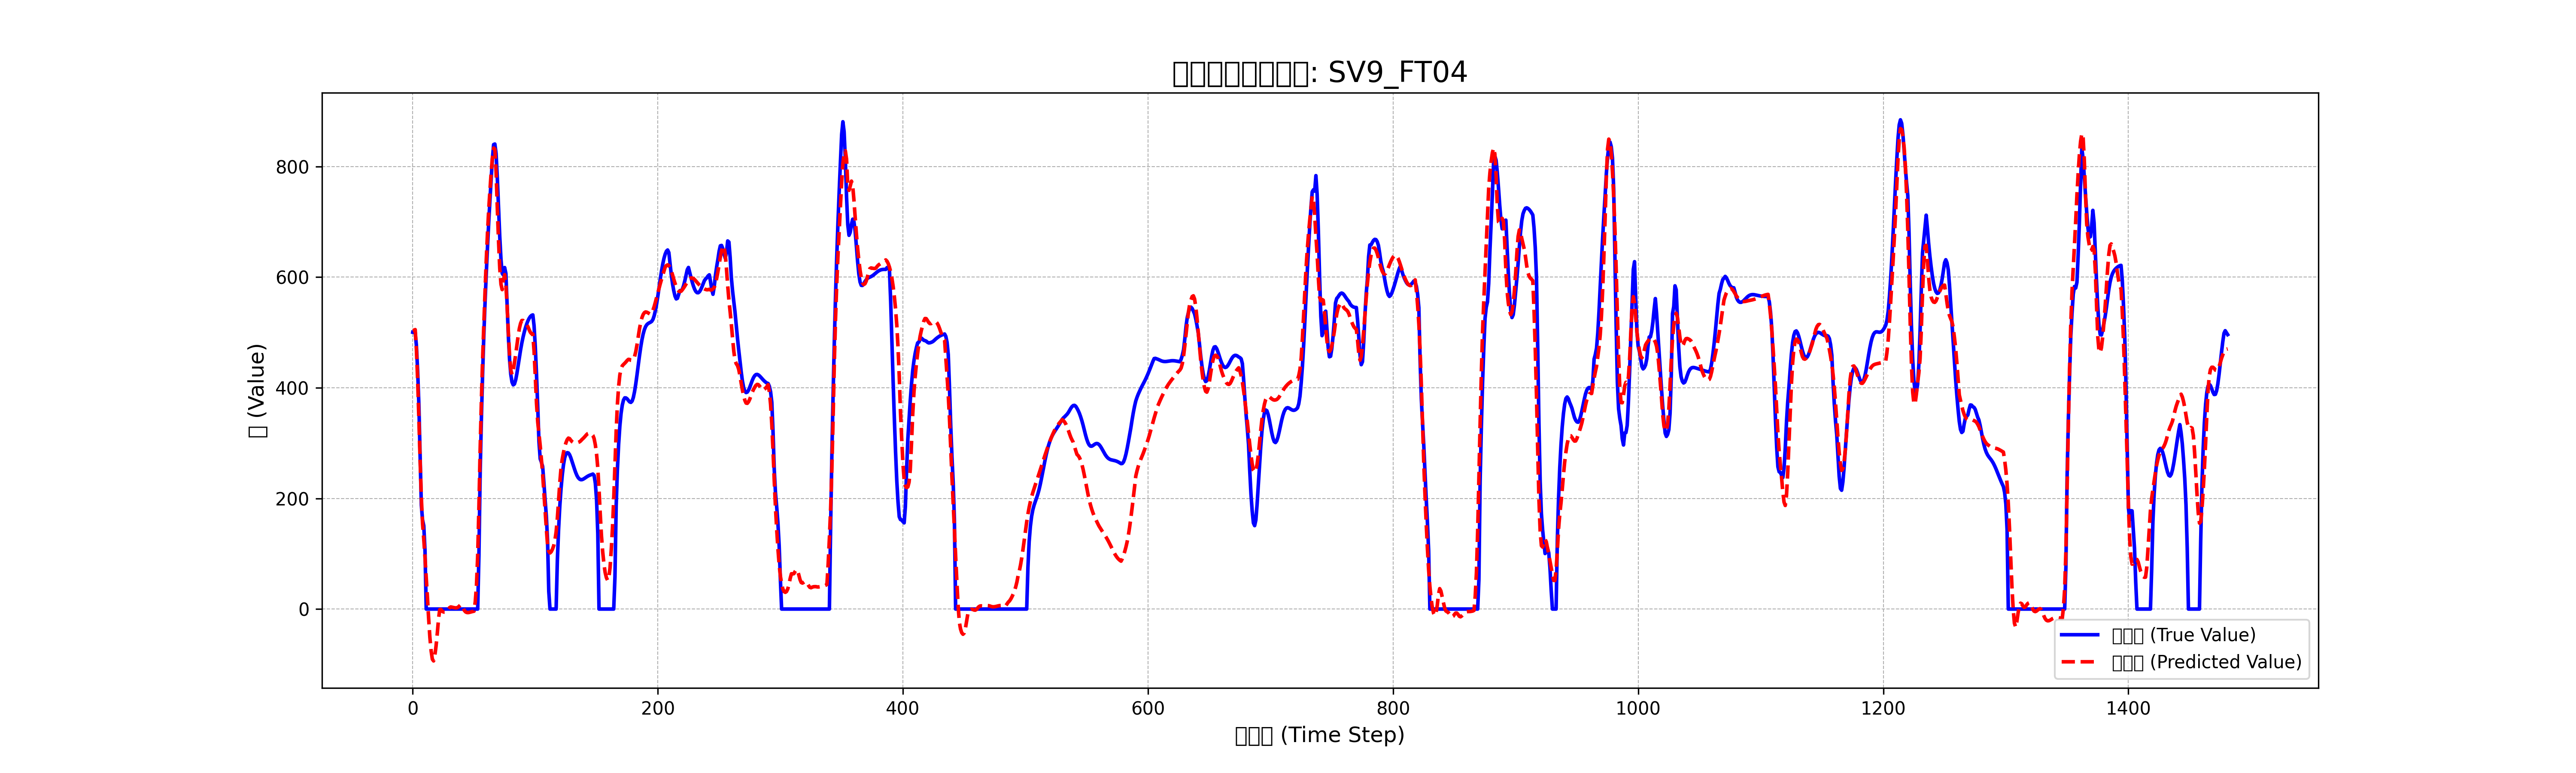 : SV9_FT04
(Value)
800
600
400
200
0
(True Value)
(Predicted Value)
0 200 400 600 800 1000 1200 1400
(Time Step)